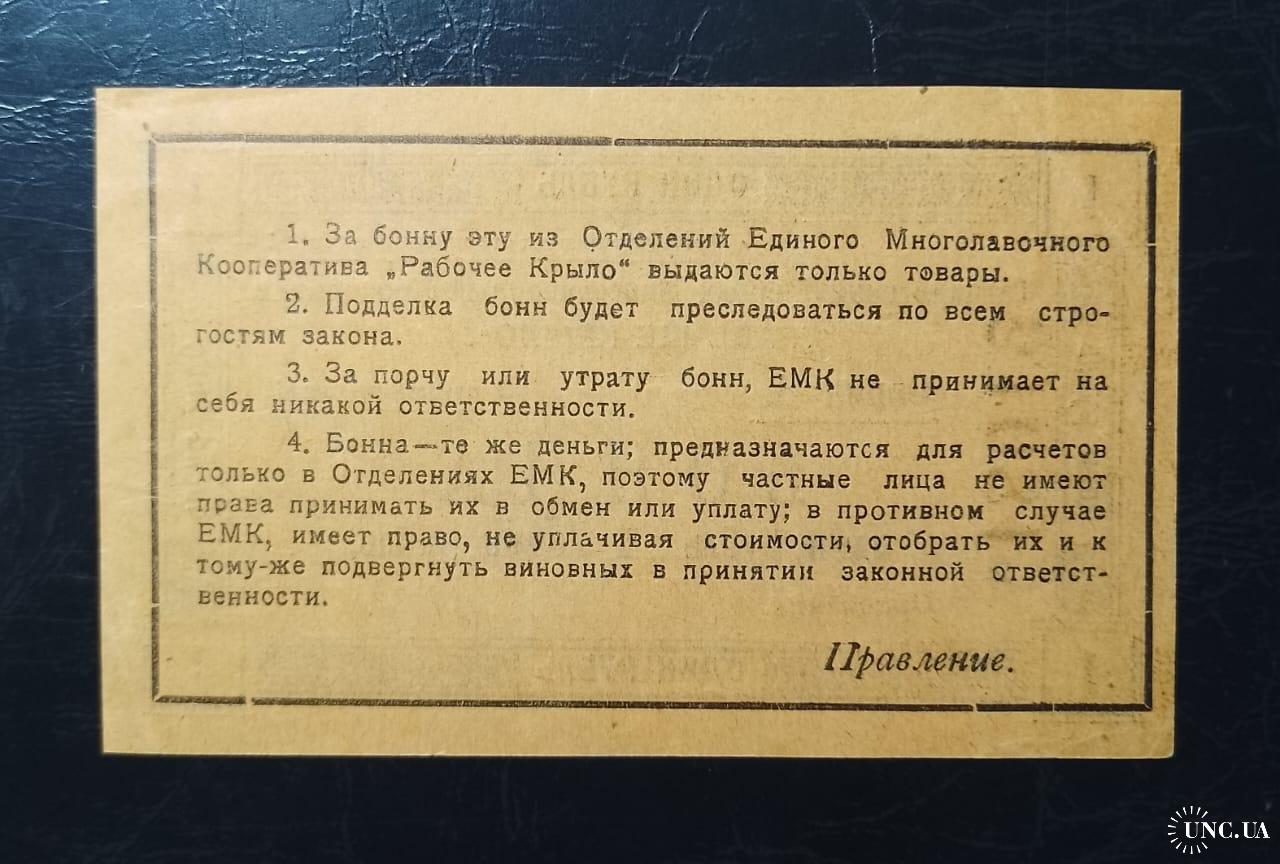 1. За бонну эту из Отделений Единого Многолавочного
Кооператива „Рабочее Крыло“ выдаются только товары.
2. Подделка бонн будет преследоваться по всем стро-
гостям закона.
3. За порчу или утрату бонн, ЕМК не принимает на
себя никакой ответственности.
4. Бонна—те же деньги; предназначаются для расчетов
только в Отделениях ЕМК, поэтому частные лица не имеют
права принимать их в обмен или уплату; в противном случае
ЕМК, имеет право, не уплачивая стоимости, отобрать их и к
тому-же подвергнуть виновных в принятии законной ответст-
венности.
Правление.
UNC.UA